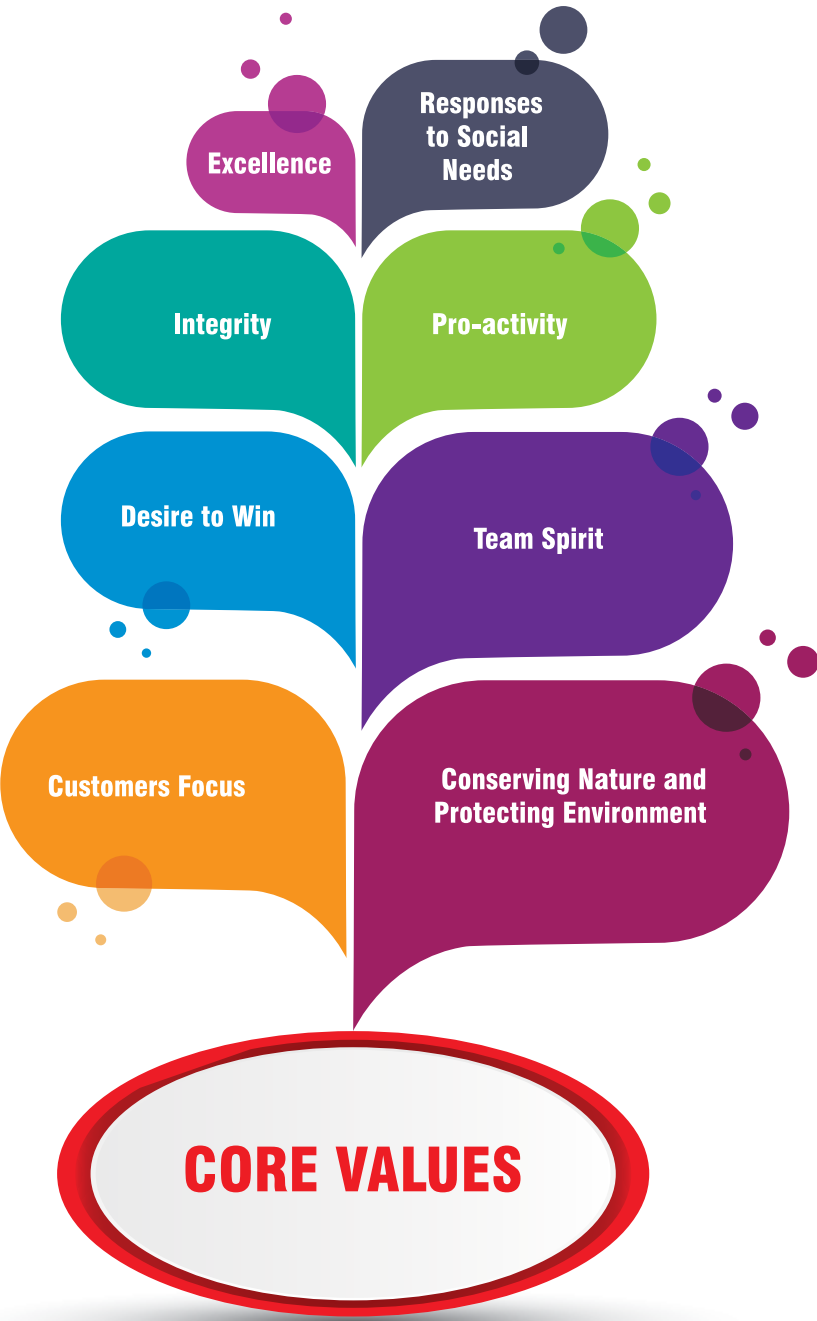 Excellence
Responses
to Social
Needs
Integrity
Pro-activity
Desire to Win
Team Spirit
Customers Focus
Conserving Nature and
Protecting Environment
CORE VALUES